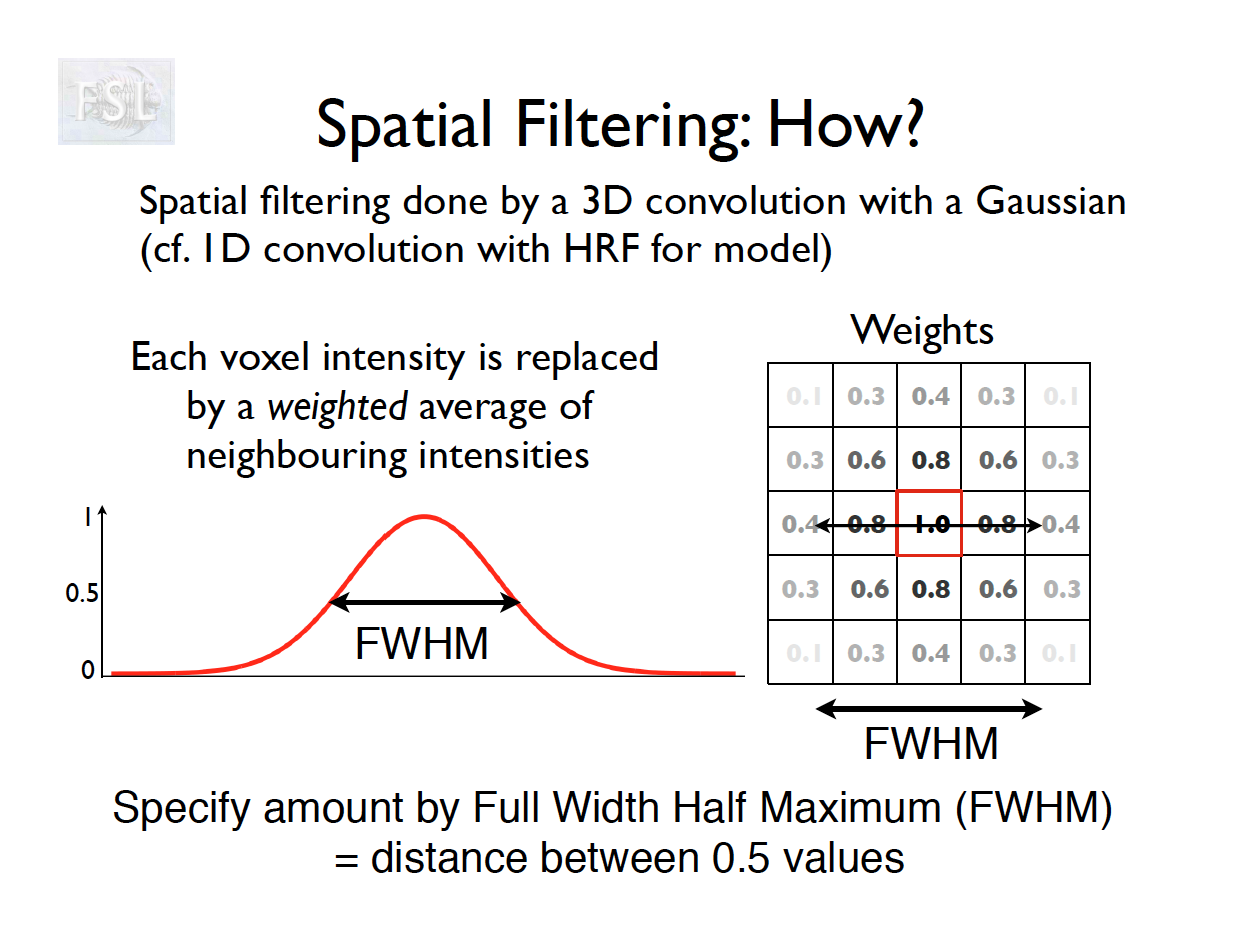 FSL
Spatial Filtering: How?
Spatial filtering done by a 3D convolution with a Gaussian
(cf. 1D convolution with HRF for model)
Each voxel intensity is replaced
by a weighted average of
neighbouring intensities
1
0.5
0
FWHM
Weights
0.1 0.3 0.4 0.3 0.1
0.3 0.6 0.8 0.6 0.3
0.4 0.8 1.0 0.8 0.4
0.3 0.6 0.8 0.6 0.3
0.1 0.3 0.4 0.3 0.1
FWHM
Specify amount by Full Width Half Maximum (FWHM)
= distance between 0.5 values